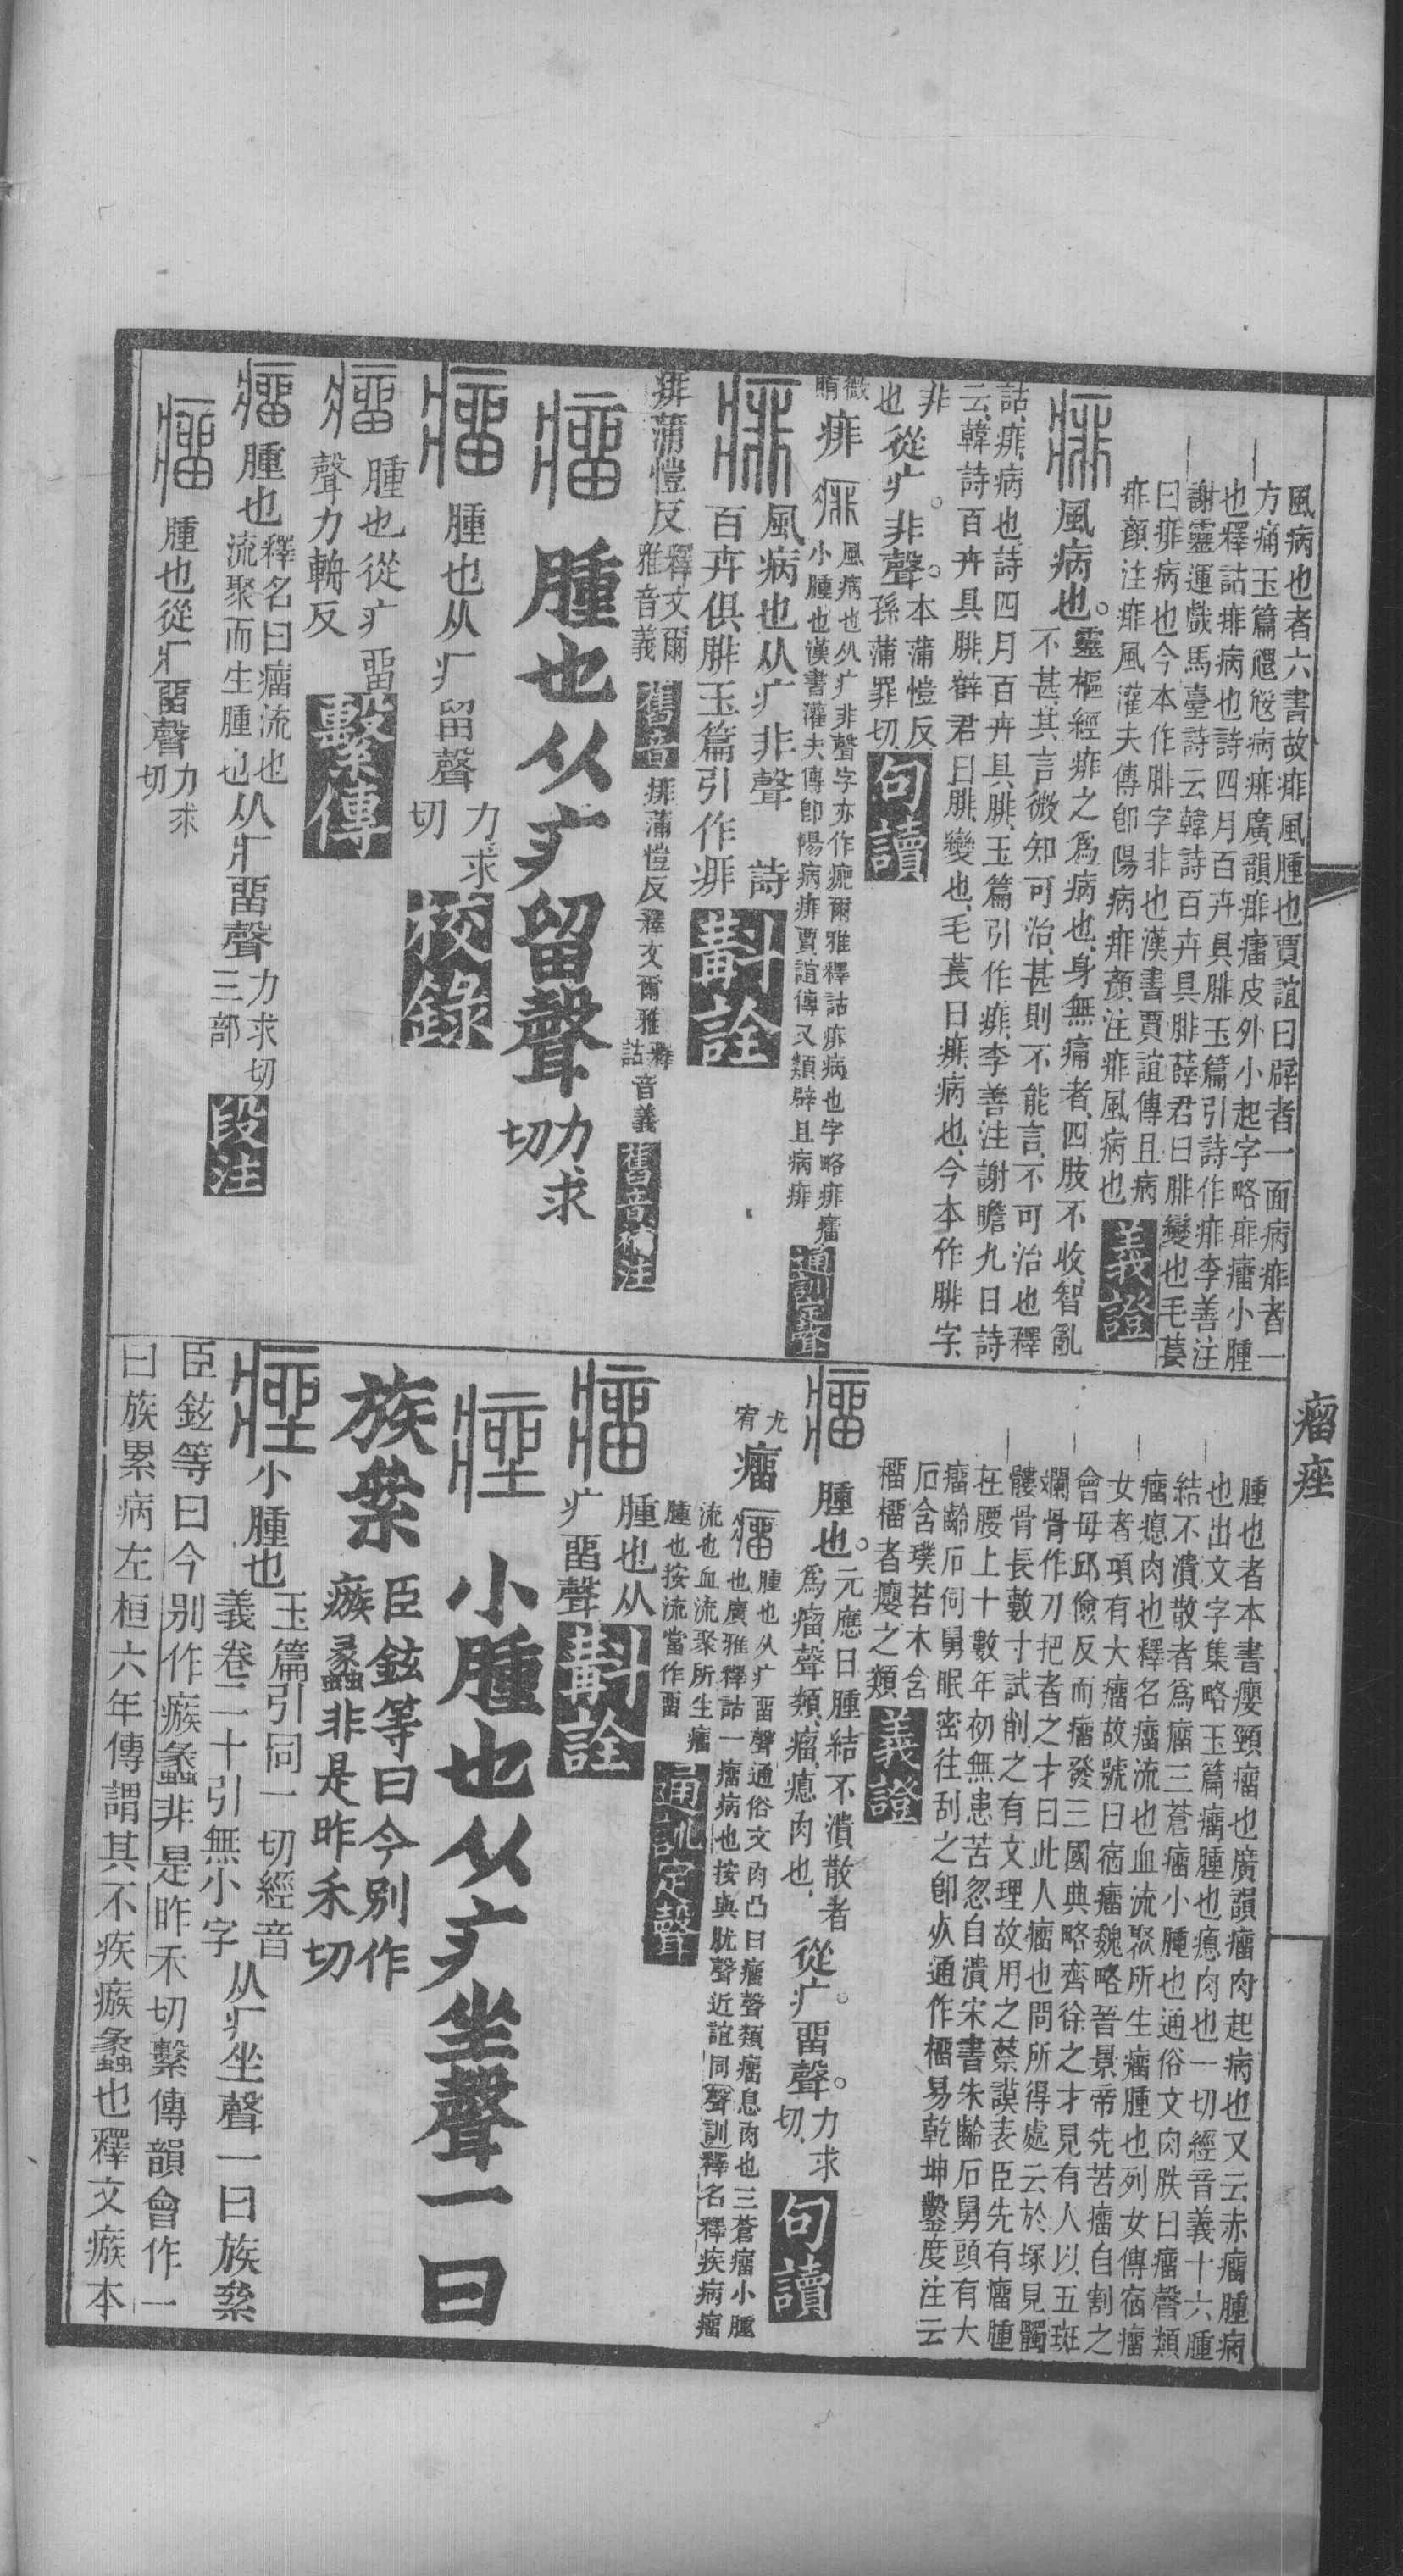 瘤 痤
風病也者六書故痱風腫也賈誼曰辟者一面病痱者一
方痛玉篇𤸁𤷄病痱廣韻痱㿔皮外小起字略痱㿔小腫
也釋詁痱病也詩四月百卉具腓玉篇引詩作痱李善注
謝靈運戲馬臺詩云韓詩百卉具腓薛君曰腓變也毛萇
曰痱病也今本作腓字非也漢書賈誼傳且病
痱顏注痱風灌夫傳卽陽病痱顏注痱風病也
義證
風病也。
靈樞經痱之爲病也、身無痛者、四肢不收、智亂
不甚、其言微知可治、甚則不能言、不可治也釋
詁、痱、病也、詩四月百卉具腓、玉篇引作痱、李善注謝瞻九日詩
云、韓詩百卉具腓、薛君曰腓、變也、毛萇曰痱、病也、今本作腓字、
非
也
從疒。非聲。
本蒲愷反
孫蒲罪切
句讀
微
賄
痱
風病也从疒非聲字亦作疕爾雅釋詁痱病也字略痱㿔
小腫也漢書灌夫傳卽陽病痱賈誼傳又類辟且病痱
通訓定聲
風病也从疒非聲 詩
百卉俱腓玉篇引作痱
斠詮
痱蒲愷反
釋文爾
雅音義
舊音
痱蒲愷反釋文爾雅釋
詁音義
舊音補注
腫也从疒留聲
力求
切
腫也从疒留聲
力求
切
校錄
腫也從疒畱
聲力輈反
繫傳
腫也
釋名曰瘤流也
流聚而生腫也
从疒畱聲
力求切
三部
段注
腫也從疒畱聲
力求
切
腫也者本書癭頸瘤也廣韻瘤肉起病也又云赤瘤腫病
也出文字集略玉篇瘤腫也瘜肉也一切經音義十六腫
結不潰散者爲瘤三蒼瘤小腫也通俗文肉胅曰瘤聲類
瘤瘜肉也釋名瘤流也血流聚所生瘤腫也列女傳宿瘤
女者項有大瘤故號曰宿瘤魏略晉景帝先苦瘤自割之
會毋邱儉反而瘤發三國典略齊徐之才見有人以五斑
斕骨作刀把者之才曰此人瘤也問所得處云於塚見髑
髏骨長數寸試削之有文理故用之蔡謨表臣先有瘤腫
在腰上十數年初無患苦忽自潰宋書朱齡石舅頭有大
瘤齡石伺舅眠密往刮之卽死通作橊易乾坤鑿度注云
石含璞若木含
橊橊者癭之類
義證
腫也。
元應曰腫結不潰散者
爲瘤、聲類、瘤、瘜肉也、
從疒。畱聲。
力求
切、
句讀
尤
宥
瘤
腫也从疒畱聲通俗文肉凸曰瘤聲類瘤息肉也三蒼瘤小腫
也廣雅釋詁一瘤病也按與肬聲近誼同聲訓釋名釋疾病瘤
流也血流聚所生瘤
腫也按流當作畱
通訓定聲
腫也从
疒畱聲
斠詮
小腫也从疒坐聲一曰
族絫
臣鉉等曰今別作
瘯蠡非是昨禾切
小腫也
玉篇引同一切經音
義卷二十引無小字
从疒坐聲一曰族絫
臣鉉等曰今別作瘯蠡非是昨禾切繫傳韻會作一
曰族累病左桓六年傳謂其不疾瘯蠡也釋文瘯本